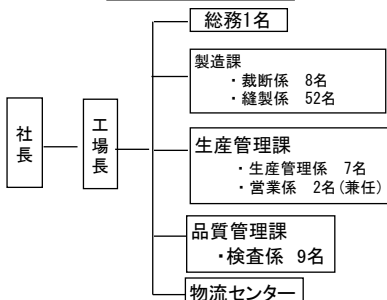 社長
工場長
総務1名
製造課
・裁断係 8名
・縫製係 52名
生産管理課
・生産管理係 7名
・営業係 2名(兼任)
品質管理課
・検査係 9名
物流センター